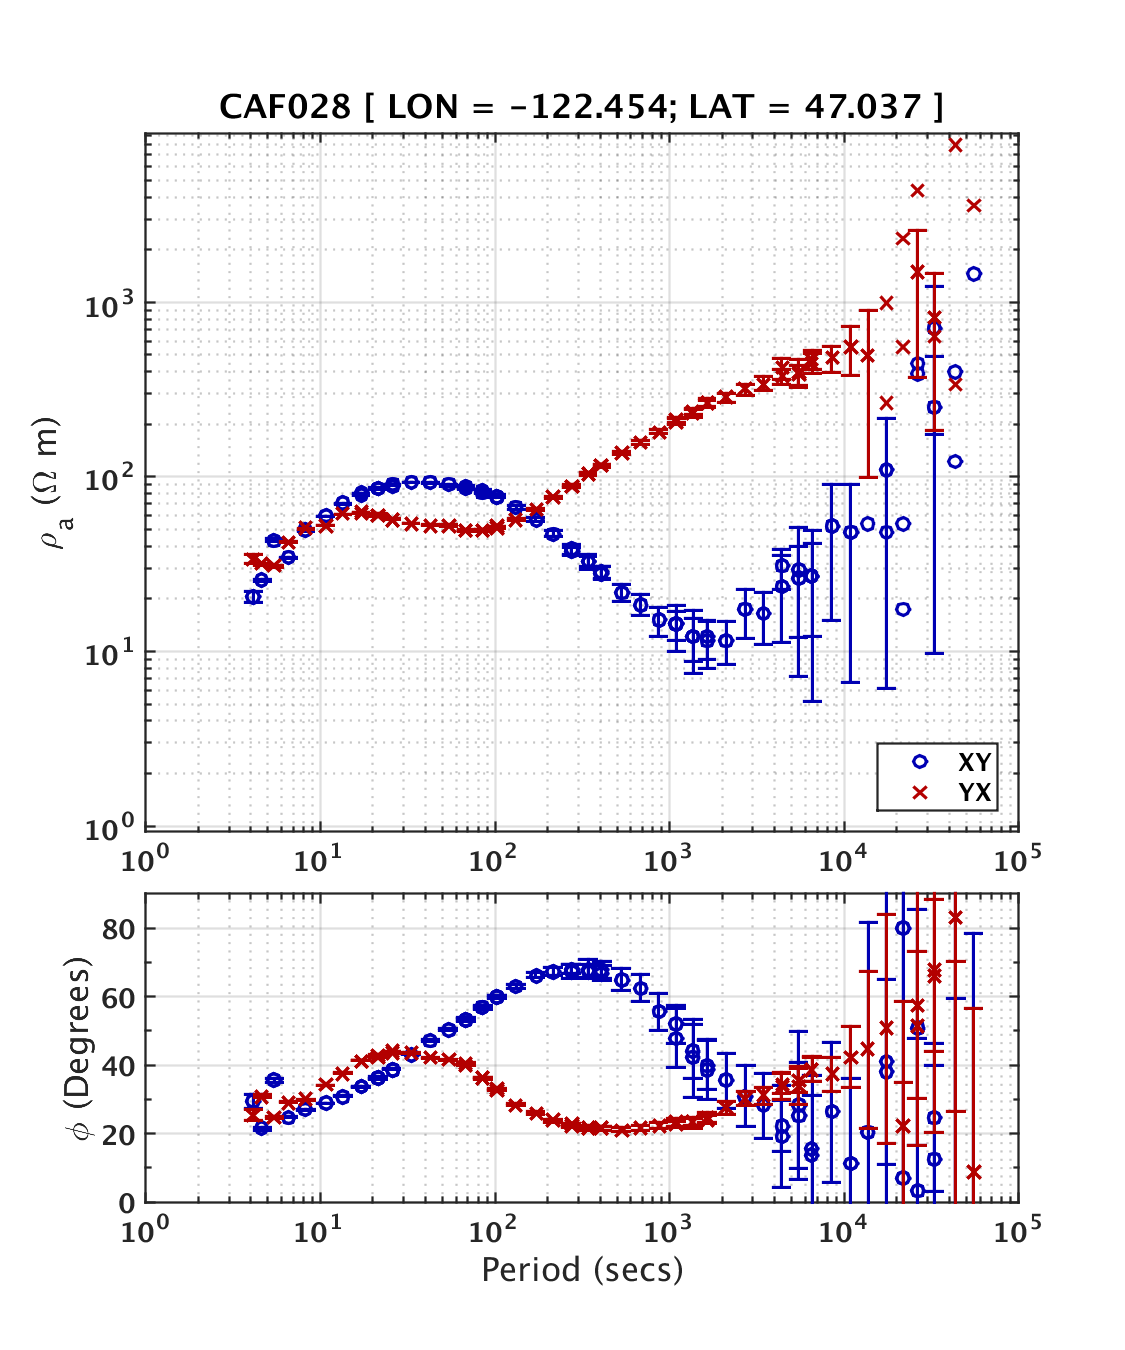 CAF028 [ LON = -122.454; LAT = 47.037 ]
10^3
10^2
10^1
10^0
ρa (Ω m)
XY
YX
10^0 10^1 10^2 10^3 10^4 10^5
80
60
40
20
0
ϕ (Degrees)
10^0 10^1 10^2 10^3 10^4 10^5
Period (secs)